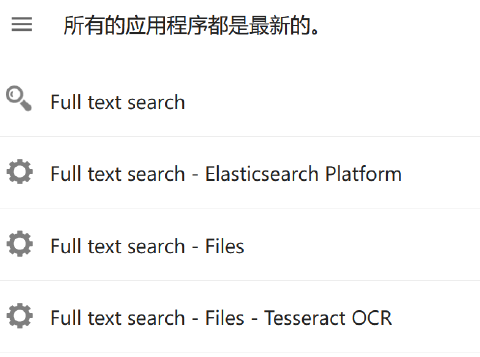 所有的应用程序都是最新的。
Full text search
Full text search - Elasticsearch Platform
Full text search - Files
Full text search - Files - Tesseract OCR